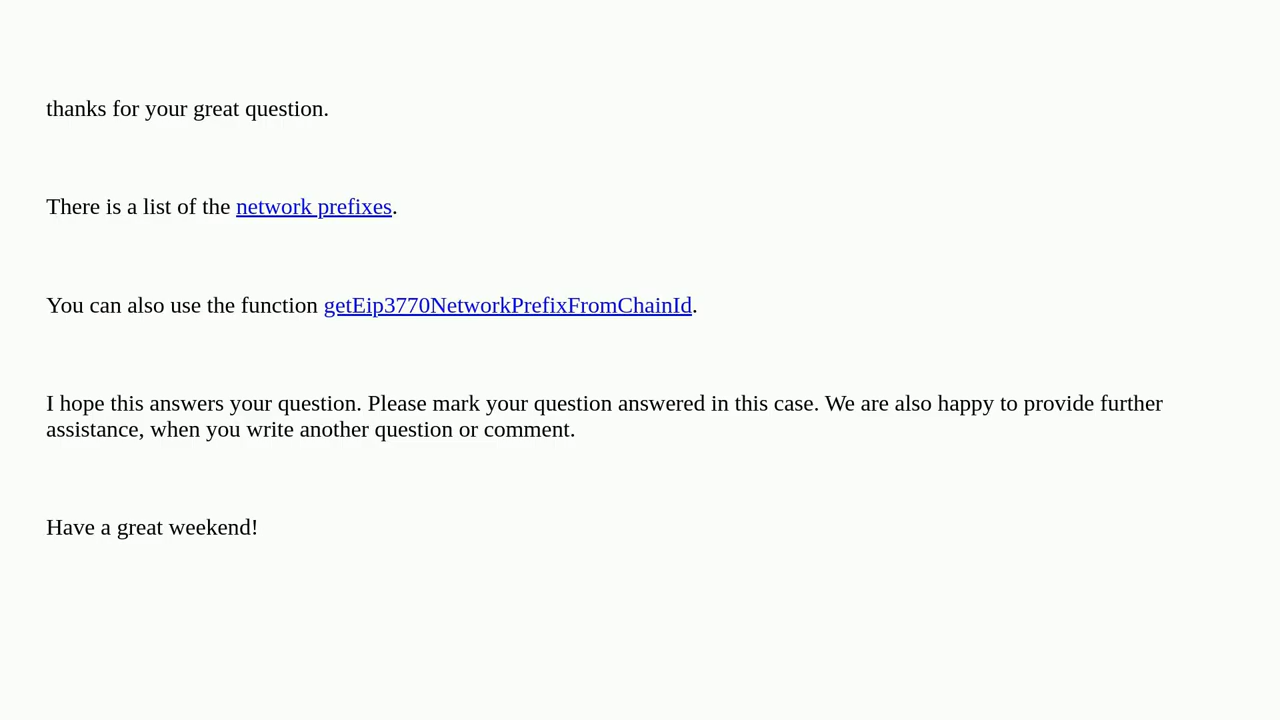 thanks for your great question.
There is a list of the network prefixes.
You can also use the function getEip3770NetworkPrefixFromChainId.
I hope this answers your question. Please mark your question answered in this case. We are also happy to provide further
assistance, when you write another question or comment.
Have a great weekend!